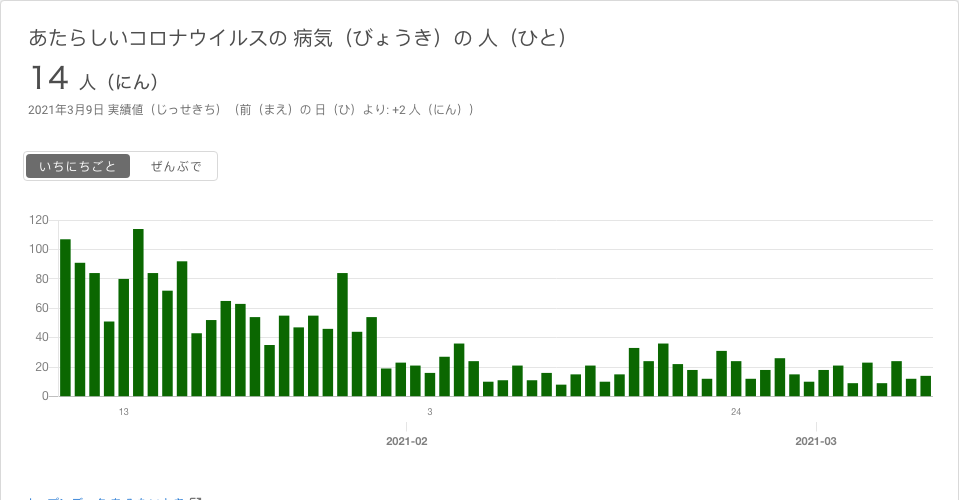 あたらしいコロナウイルスの 病気（びょうき）の 人（ひと）
14 人（にん）
2021年3月9日 実績値（じっせきち）（前（まえ）の 日（ひ）より: +2 人（にん））
いちにちごと ぜんぶで
120
100
80
60
40
20
0
13 3 24
2021-02 2021-03